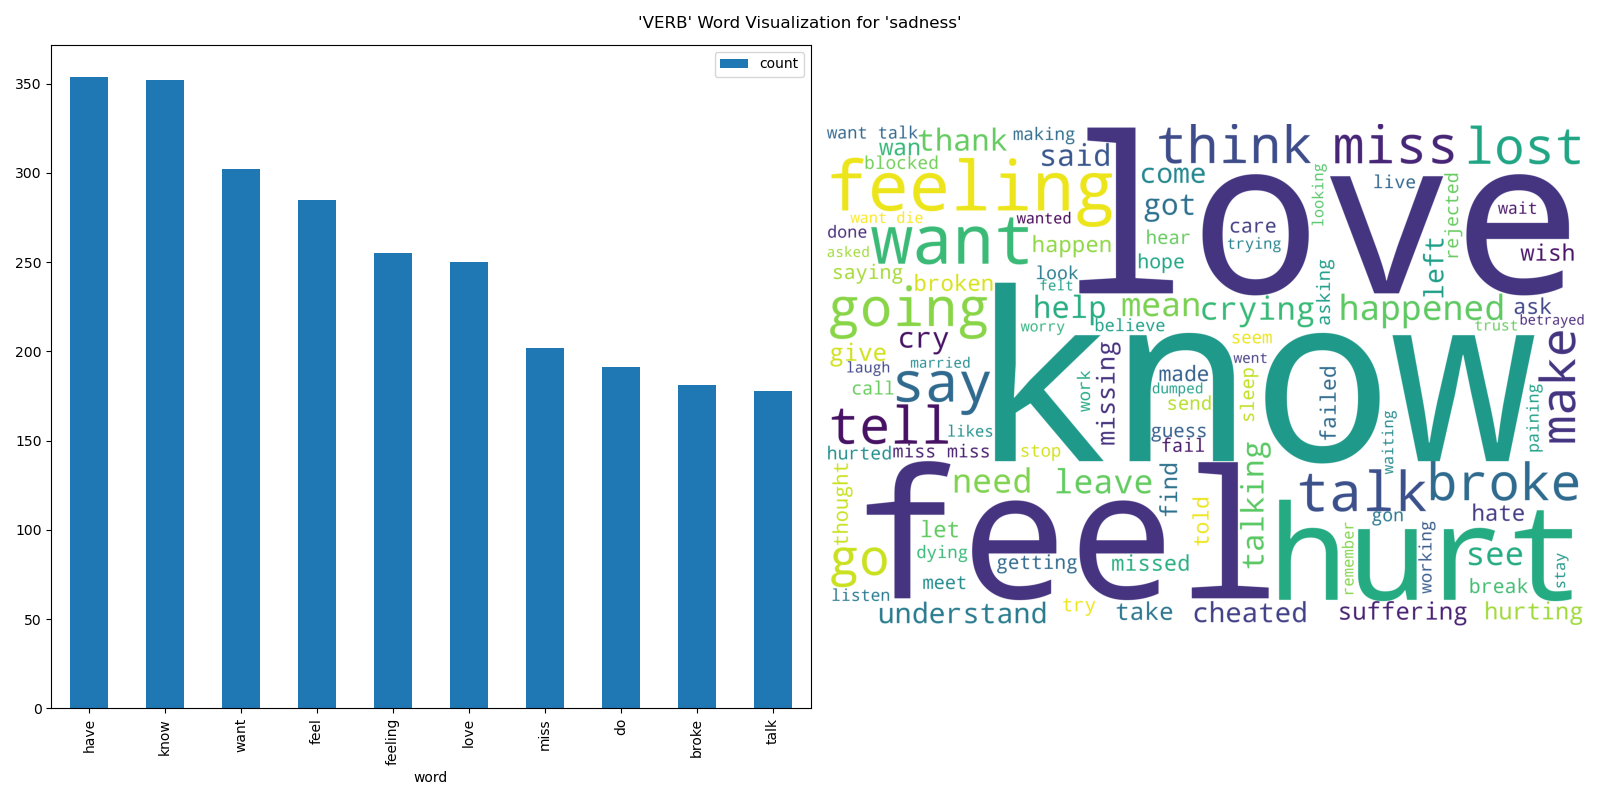 'VERB' Word Visualization for 'sadness'
count
350
300
250
200
150
100
50
0
have
know
want
feel
feeling
love
miss
do
broke
talk
word
want talk
thank
making
wan
blocked
said
feeling
love
think
miss
lost
come
live
looking
rejected
want die
wanted
got
care
wait
done
want
happen
hear
trying
wish
asked
saying
look
hope
left
broken
felt
asking
going
help
mean
crying
happened
ask
worry
believe
trust
betrayed
cry
know
seem
give
married
missing
went
make
laugh
call
say
work
made
dumped
sleep
failed
send
paining
tell
likes
guess
waiting
hurted
miss miss
stop
fail
talking
thought
feel
need
leave
find
talk
broke
told
hurt
gon
hate
let
remember
working
go
dying
getting
missed
see
stay
meet
break
listen
understand
try
take
cheated
suffering
hurting